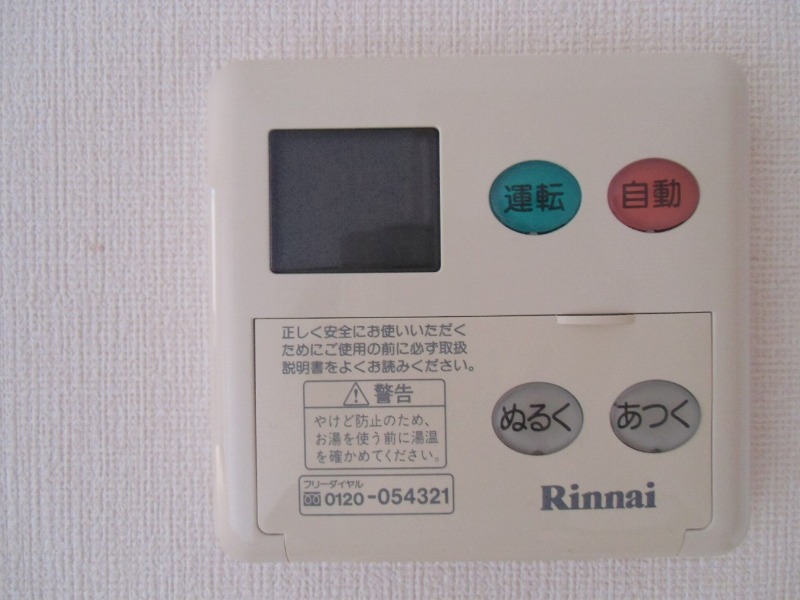 運転
自動
正しく安全にお使いいただく
ためにご使用の前に必ず取扱
説明書をよくお読みください。
警告
やけど防止のため、
お湯を使う前に湯温
を確かめてください。
フリーダイヤル
0120-054321
ぬるく
あつく
Rinnai